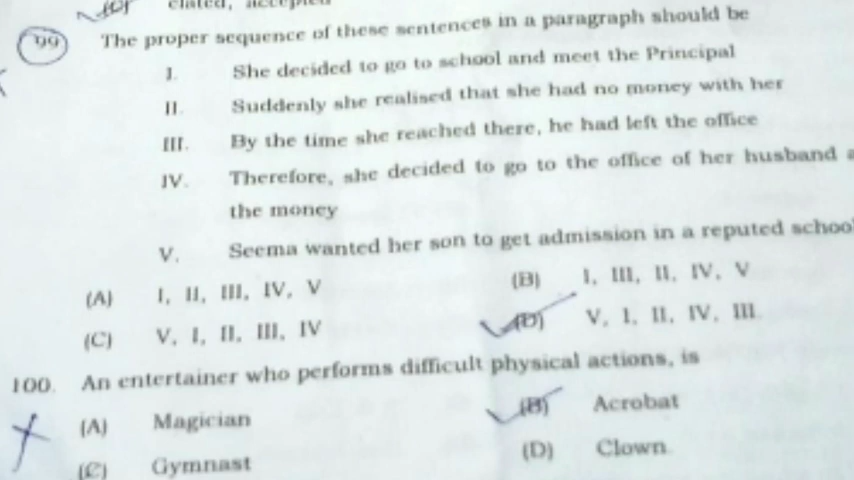 (C) elated, accepted
99 The proper sequence of these sentences in a paragraph should be
I. She decided to go to school and meet the Principal
II. Suddenly she realised that she had no money with her
III. By the time she reached there, he had left the office
IV. Therefore, she decided to go to the office of her husband a
the money
V. Seema wanted her son to get admission in a reputed school
(A) I, II, III, IV, V (B) I, III, II, IV, V
(C) V, I, II, III, IV (D) V, I, II, IV, III
100. An entertainer who performs difficult physical actions, is
(A) Magician (B) Acrobat
(C) Gymnast (D) Clown